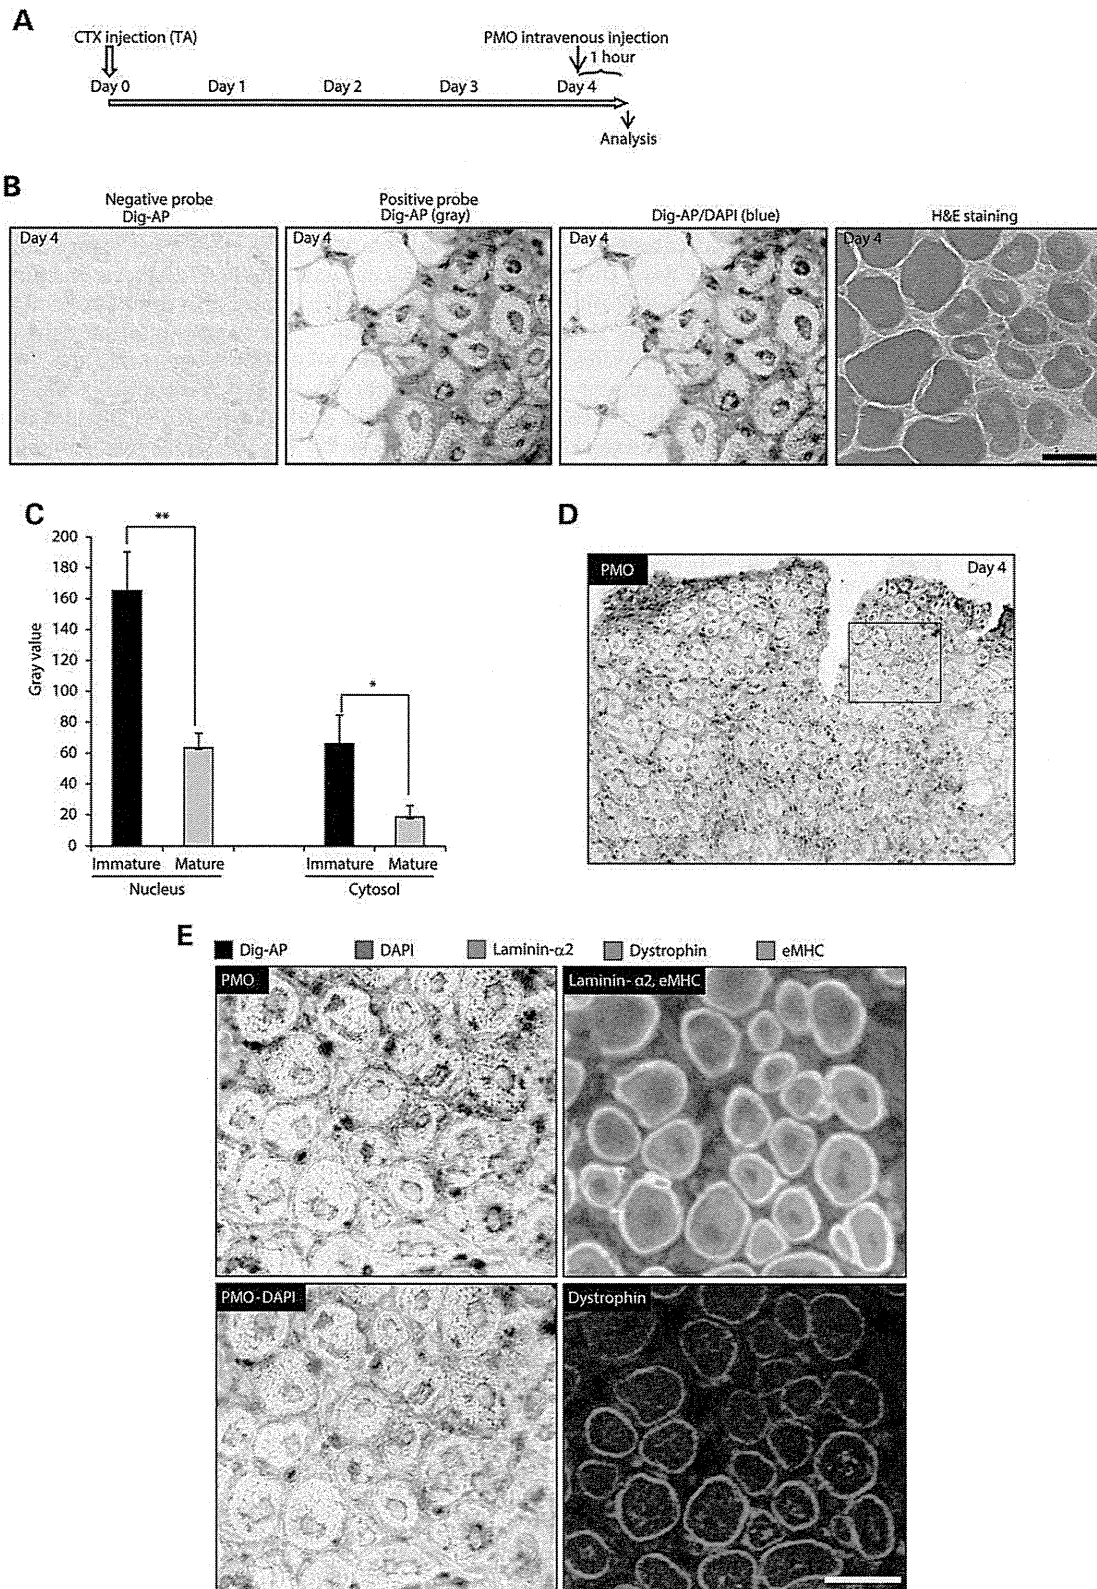 A
CTX injection (TA)
PMO intravenous injection
1 hour
Day 0 Day 1 Day 2 Day 3 Day 4
Analysis
B
Negative probe
Dig-AP
Positive probe
Dig-AP (gray)
Dig-AP/DAPI (blue)
H&E staining
Day 4
Day 4
Day 4
Day 4
C
**
*
200
180
160
140
120
100
80
60
40
20
0
Gray value
Immature Mature Immature Mature
Nucleus Cytosol
D
PMO
Day 4
E
Dig-AP DAPI Laminin-α2 Dystrophin eMHC
PMO
Laminin- α2, eMHC
PMO-DAPI
Dystrophin